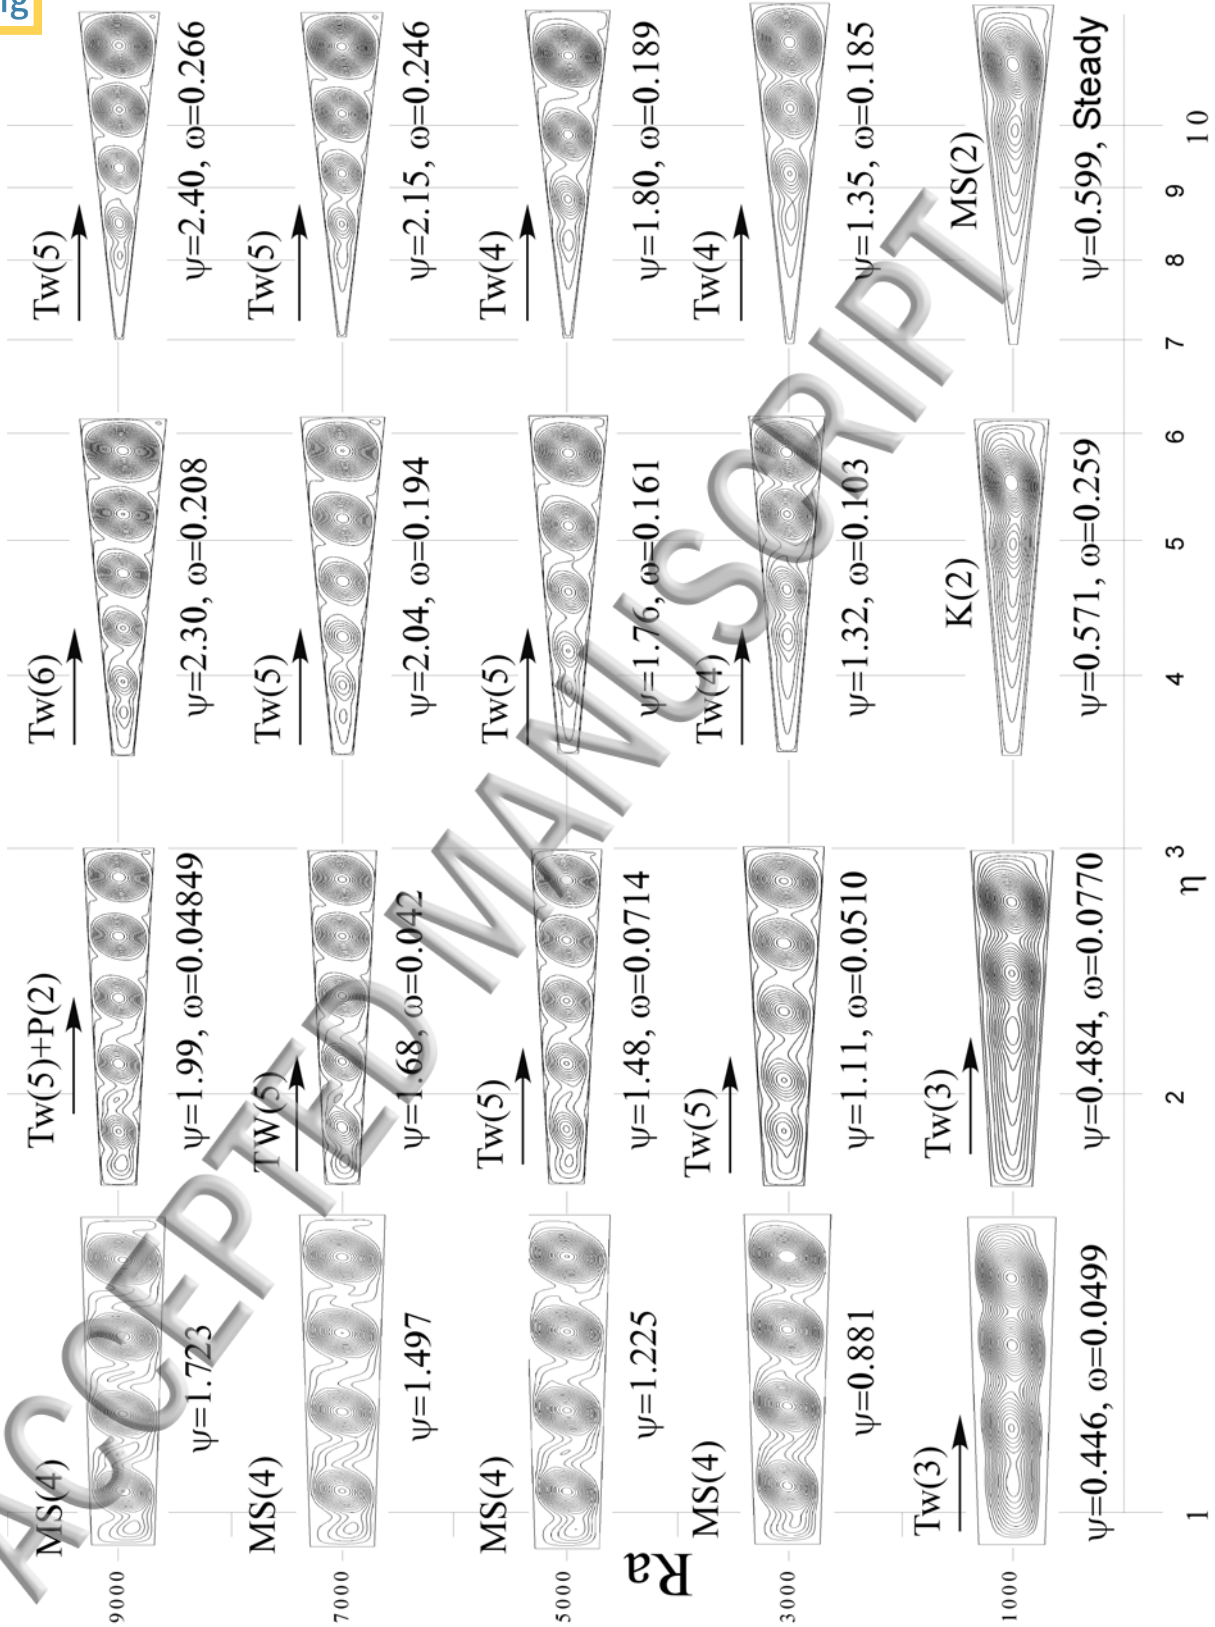 ig
ACCEPTED MANUSCRIPT
MS(4)
Tw(5)+P(2)
Tw(6)
Tw(5)
9000
ψ=1.723
ψ=1.99, ω=0.04849
ψ=2.30, ω=0.208
ψ=2.40, ω=0.266
MS(4)
TW(5)
Tw(5)
Tw(5)
7000
ψ=1.497
ψ=1.68, ω=0.042
ψ=2.04, ω=0.194
ψ=2.15, ω=0.246
MS(4)
Tw(5)
Tw(5)
Tw(4)
5000
ψ=1.225
ψ=1.48, ω=0.0714
ψ=1.76, ω=0.161
ψ=1.80, ω=0.189
Ra
MS(4)
Tw(5)
Tw(4)
Tw(4)
3000
ψ=0.881
ψ=1.11, ω=0.0510
ψ=1.32, ω=0.103
ψ=1.35, ω=0.185
Tw(3)
Tw(3)
K(2)
MS(2)
1000
ψ=0.446, ω=0.0499
ψ=0.484, ω=0.0770
ψ=0.571, ω=0.259
ψ=0.599, Steady
1 2 3 4 5 6 7 8 9 10
η